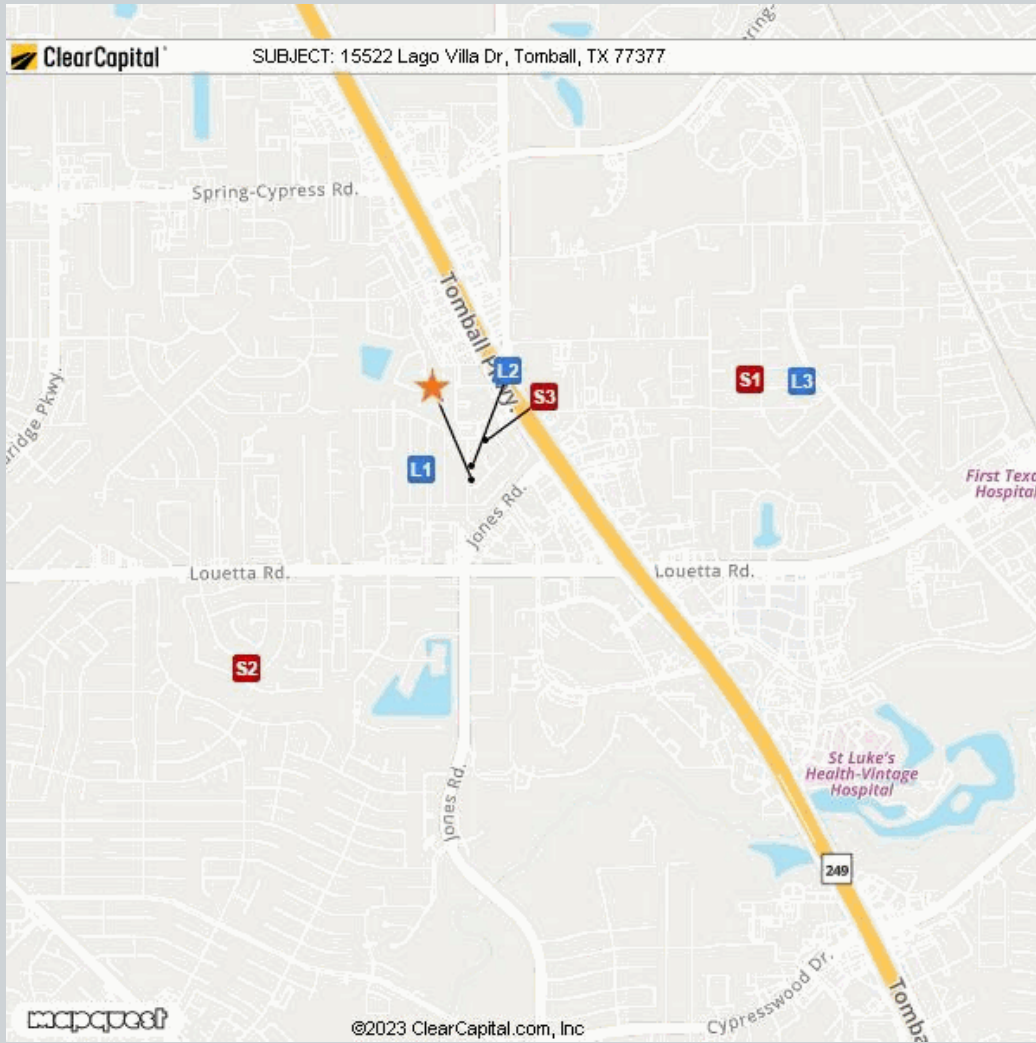 ClearCapital
SUBJECT: 15522 Lago Villa Dr, Tomball, TX 77377
Spring-Cypress Rd.
Tomball Pkwy.
L2
S3
S1
L3
L1
Jones Rd.
First Texa
Hospital
Louetta Rd.
Louetta Rd.
S2
St Luke's
Health-Vintage
Hospital
Jones Rd.
249
Cypresswood Dr.
Tomba
mapquest
©2023 ClearCapital.com, Inc